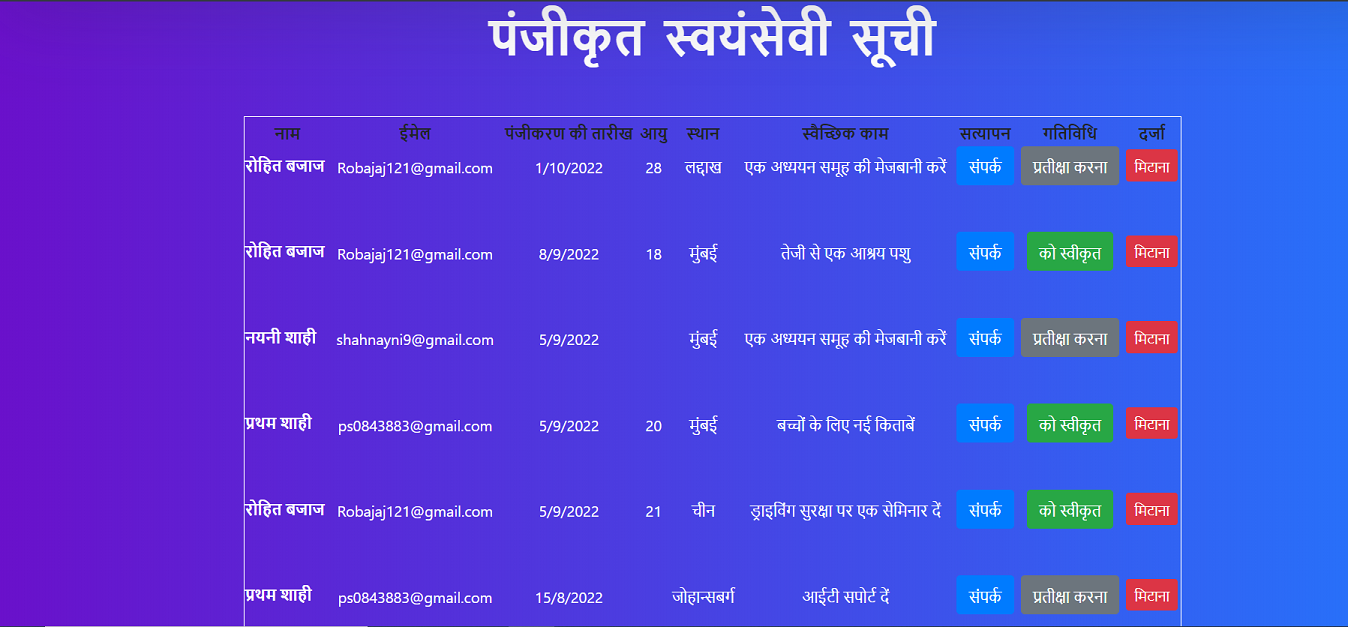 पंजीकृत स्वयंसेवी सूची
नाम ईमेल पंजीकरण की तारीख आयु स्थान स्वैच्छिक काम सत्यापन गतिविधि दर्जा
रोहित बजाज Robajaj121@gmail.com 1/10/2022 28 लद्दाख एक अध्ययन समूह की मेजबानी करें संपर्क प्रतीक्षा करना मिटाना
रोहित बजाज Robajaj121@gmail.com 8/9/2022 18 मुंबई तेजी से एक आश्रय पशु संपर्क को स्वीकृत मिटाना
नयनी शाही shahnayni9@gmail.com 5/9/2022 मुंबई एक अध्ययन समूह की मेजबानी करें संपर्क प्रतीक्षा करना मिटाना
प्रथम शाही ps0843883@gmail.com 5/9/2022 20 मुंबई बच्चों के लिए नई किताबें संपर्क को स्वीकृत मिटाना
रोहित बजाज Robajaj121@gmail.com 5/9/2022 21 चीन ड्राइविंग सुरक्षा पर एक सेमिनार दें संपर्क को स्वीकृत मिटाना
प्रथम शाही ps0843883@gmail.com 15/8/2022 जोहान्सबर्ग आईटी सपोर्ट दें संपर्क प्रतीक्षा करना मिटाना